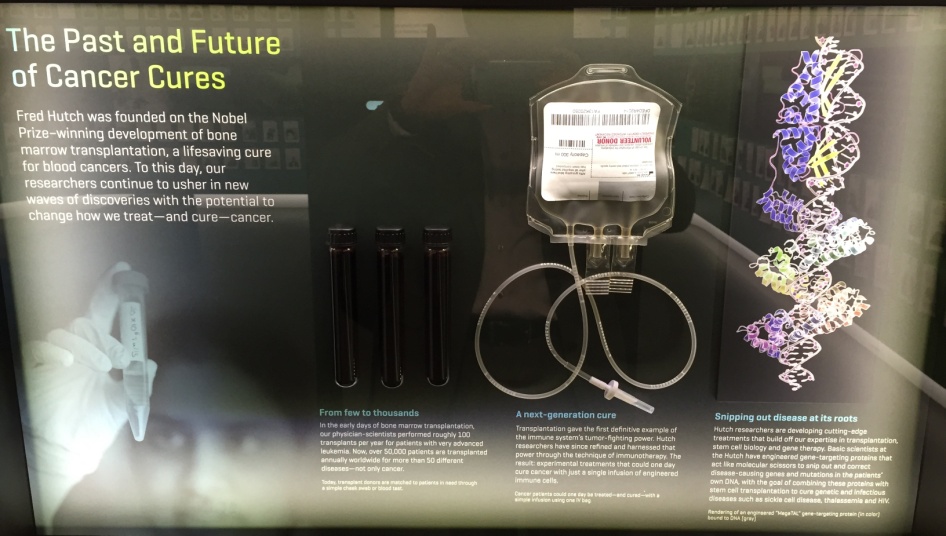 The Past and Future
of Cancer Cures
Fred Hutch was founded on the Nobel
Prize-winning development of bone
marrow transplantation, a lifesaving cure
for blood cancers. To this day, our
researchers continue to usher in new
waves of discoveries with the potential to
change how we treat—and cure—cancer.
VOLUNTEER DONOR
From few to thousands
In the early days of bone marrow transplantation,
our physician-scientists performed roughly 100
transplants per year for patients with very advanced
leukemia. Now, over 50,000 patients are transplanted
annually worldwide for more than 50 different
diseases—not only cancer.
Today, transplant donors are matched to patients in need through
a simple cheek swab or blood test.
A next-generation cure
Transplantation gave the first definitive example of
the immune system's tumor-fighting power. Hutch
researchers have since refined and harnessed that
power through the technique of immunotherapy. The
result: experimental treatments that could one day
cure cancer with just a single infusion of engineered
immune cells.
Cancer patients could one day be treated—and cured—with a
simple infusion using one IV bag.
Snipping out disease at its roots
Hutch researchers are developing cutting-edge
treatments that build off our expertise in transplantation,
stem cell biology and gene therapy. Basic scientists at
the Hutch have engineered gene-targeting proteins that
act like molecular scissors to snip out and correct
disease-causing genes and mutations in the patients'
own DNA, with the goal of combining these proteins with
stem cell transplantation to cure genetic and infectious
diseases such as sickle cell disease, thalassemia and HIV.
Rendering of an engineered "MegaTAL" gene-targeting protein (in color)
bound to DNA (gray)